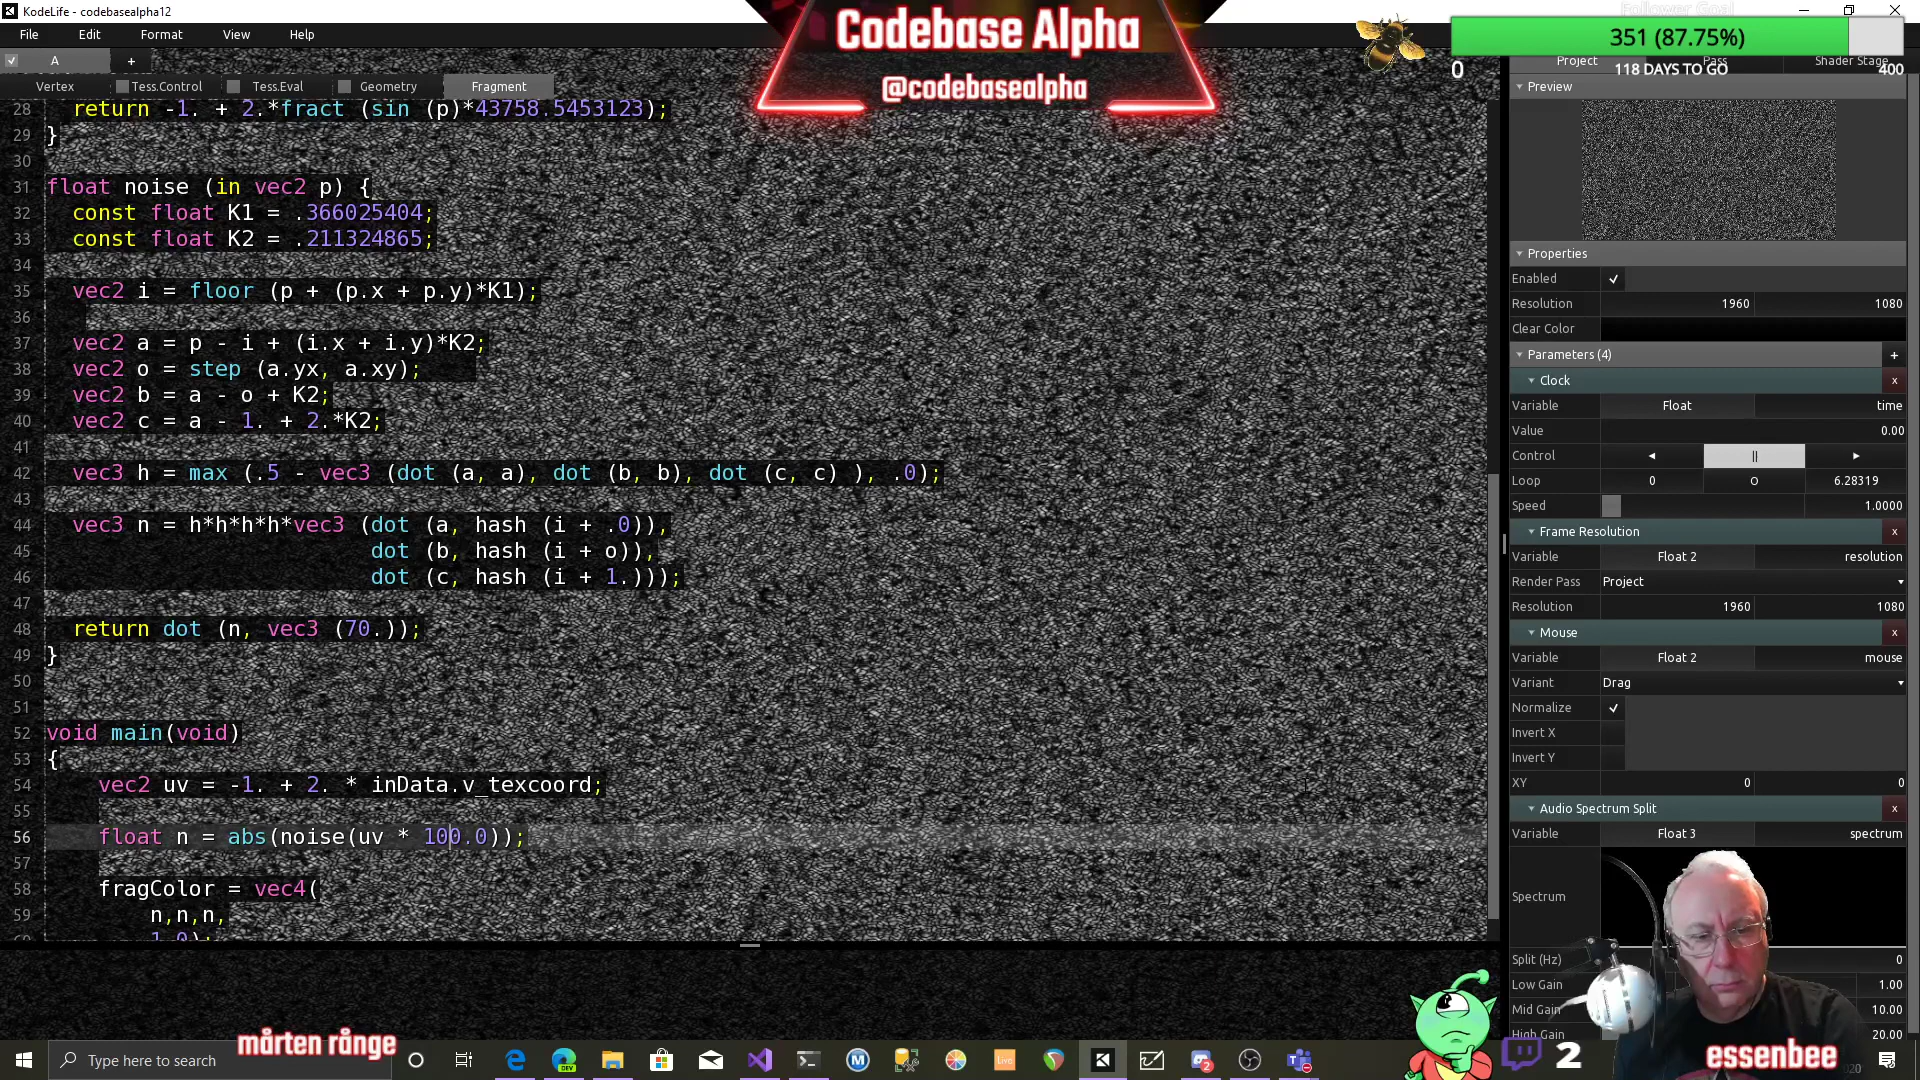 KodeLife - codebasealpha12
File Edit Format View Help
Codebase Alpha
@codebasealpha
Follower Goal
351 (87.75%)
0
118 DAYS TO GO
400
A +
Project Pass Shader Stage
Vertex Tess.Control Tess.Eval Geometry Fragment
28 return -1. + 2.*fract (sin (p)*43758.5453123);
29 }
30
31 float noise (in vec2 p) {
32 const float K1 = .366025404;
33 const float K2 = .211324865;
34
35 vec2 i = floor (p + (p.x + p.y)*K1);
36
37 vec2 a = p - i + (i.x + i.y)*K2;
38 vec2 o = step (a.yx, a.xy);
39 vec2 b = a - o + K2;
40 vec2 c = a - 1. + 2.*K2;
41
42 vec3 h = max (.5 - vec3 (dot (a, a), dot (b, b), dot (c, c) ), .0);
43
44 vec3 n = h*h*h*h*vec3 (dot (a, hash (i + .0)),
45 dot (b, hash (i + o)),
46 dot (c, hash (i + 1.)));
47
48 return dot (n, vec3 (70.));
49 }
50
51
52 void main(void)
53 {
54 vec2 uv = -1. + 2. * inData.v_texcoord;
55
56 float n = abs(noise(uv * 100.0));
57
58 fragColor = vec4(
59 n,n,n,
60 1.0);
Preview
Properties
Enabled
Resolution 1960 1080
Clear Color
Parameters (4) +
Clock x
Variable Float time
Value 0.00
Control
Loop 0 O 6.28319
Speed 1.0000
Frame Resolution x
Variable Float 2 resolution
Render Pass Project
Resolution 1960 1080
Mouse x
Variable Float 2 mouse
Variant Drag
Normalize
Invert X
Invert Y
XY 0 0
Audio Spectrum Split x
Variable Float 3 spectrum
Spectrum
Split (Hz) 0
Low Gain 1.00
Mid Gain 10.00
High Gain 20.00
Type here to search
mårten rånge
2
essenbee